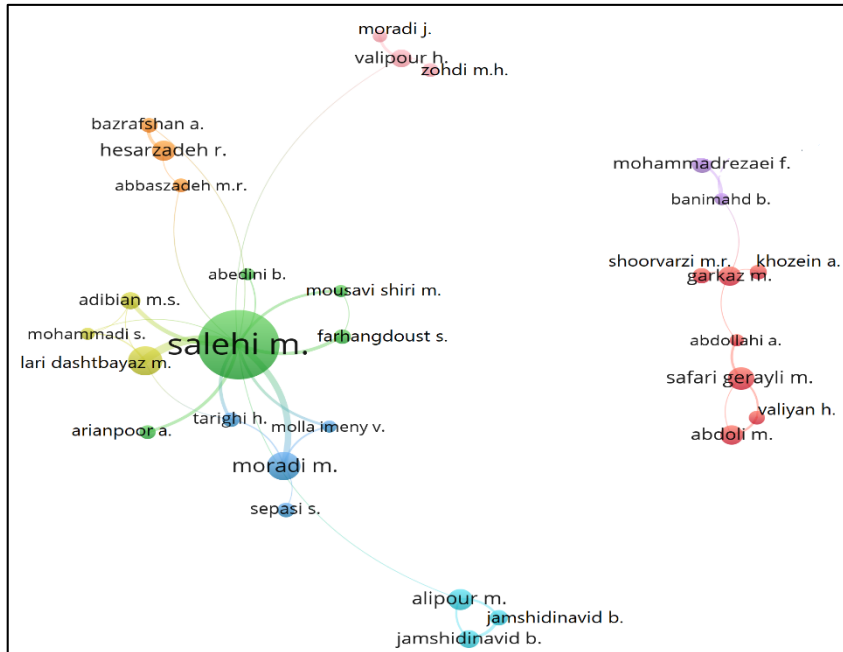 moradi j.
valipour h.
zohdi m.h.
bazrafshan a.
hesarzadeh r.
abbaszadeh m.r.
mohammadrezaei f.
banimahd b.
shoorvarzi m.r.
khozein a.
garkaz m.
abedini b.
mousavi shiri m.
adibian m.s.
mohammadi s.
salehi m.
farhangdoust s.
lari dashtbayaz m.
abdollahi a.
safari gerayli m.
valiyan h.
abdoli m.
arianpoor a.
tarighi h.
molla imeny v.
moradi m.
sepasi s.
alipour m.
jamshidinavid b.
jamshidinavid b.